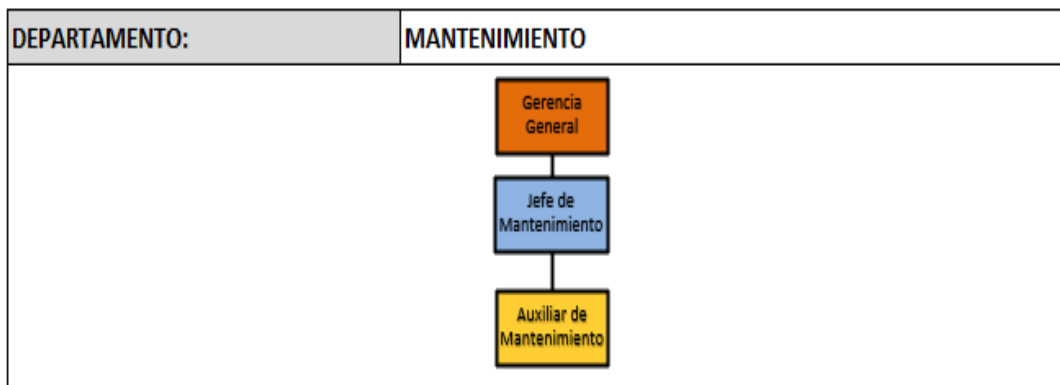 DEPARTAMENTO: MANTENIMIENTO
Gerencia
General
Jefe de
Mantenimiento
Auxiliar de
Mantenimiento